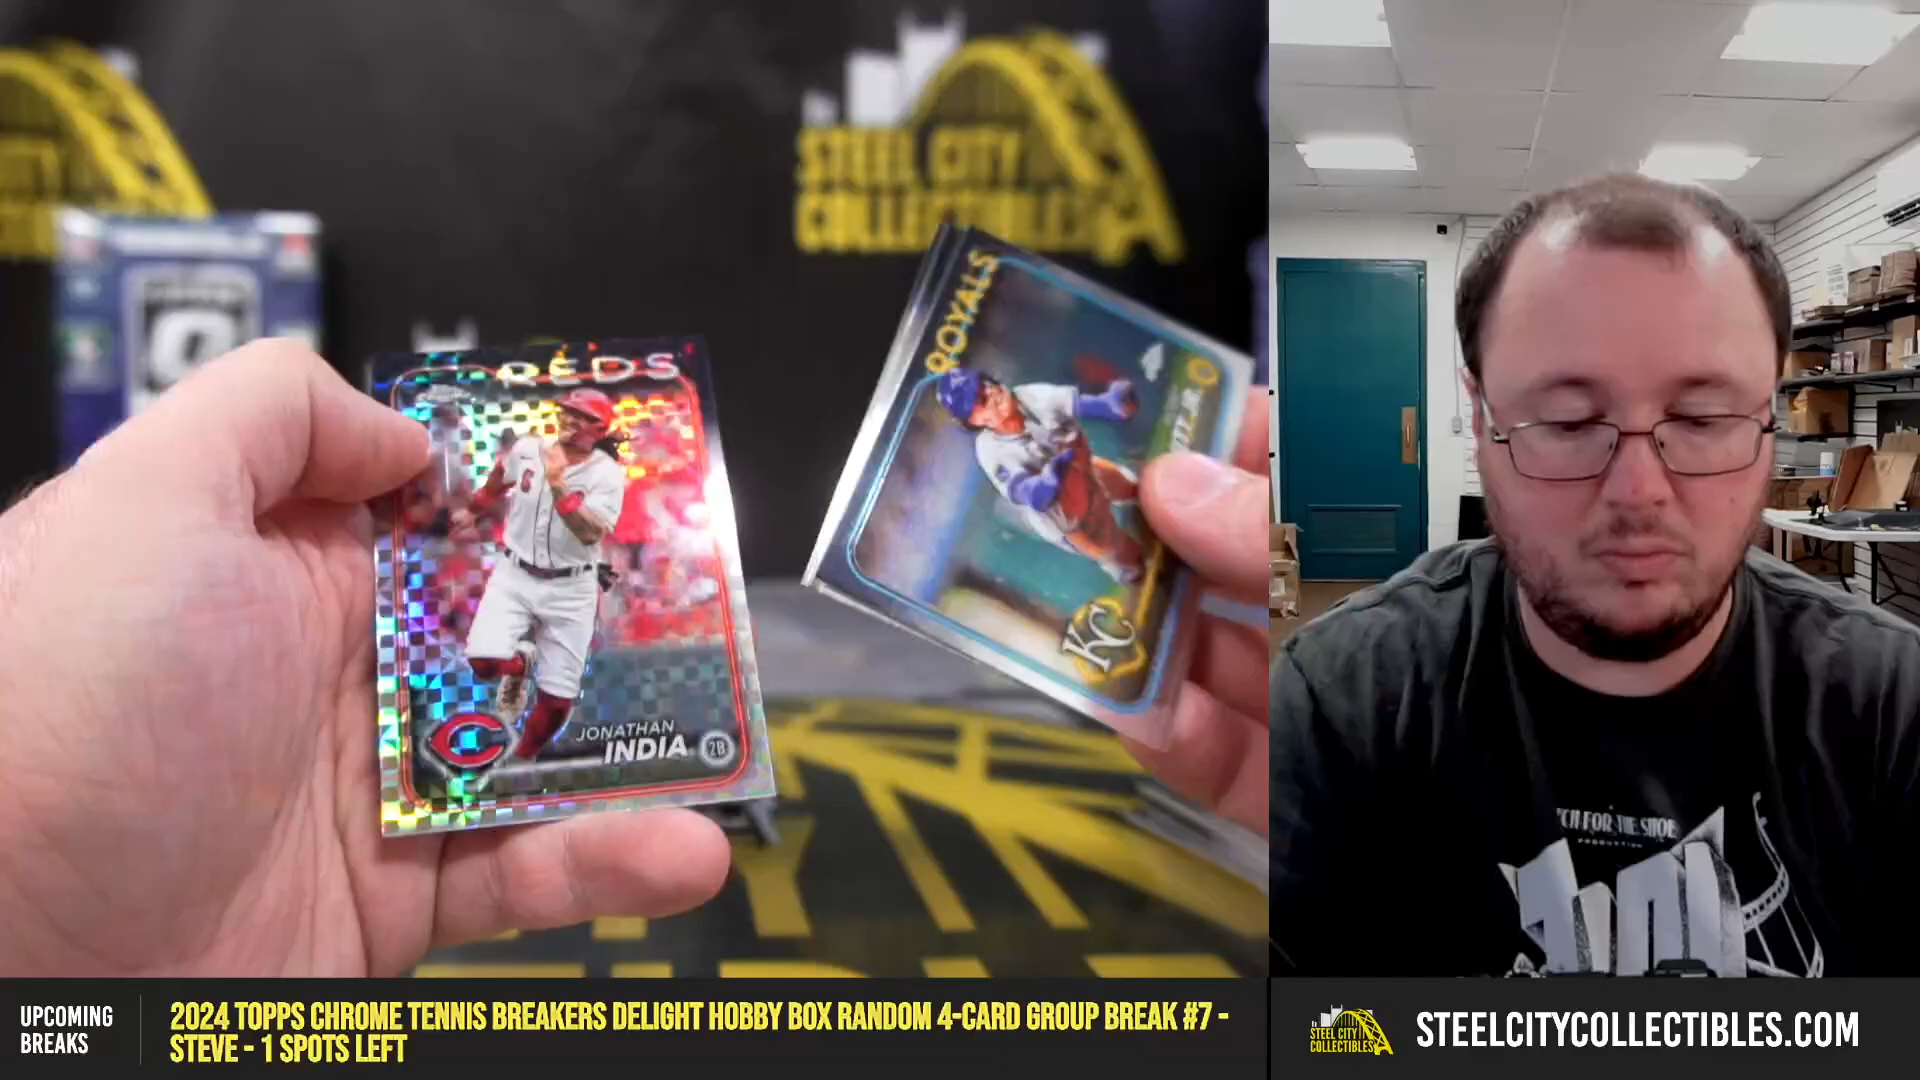 STEEL CITY
COLLECTIBLES
REDS
ROYALS
6
KC
JONATHAN
INDIA 2B
UPCOMING
BREAKS
2024 TOPPS CHROME TENNIS BREAKERS DELIGHT HOBBY BOX RANDOM 4-CARD GROUP BREAK #7 -
STEVE - 1 SPOTS LEFT
STEEL CITY
COLLECTIBLES
STEELCITYCOLLECTIBLES.COM